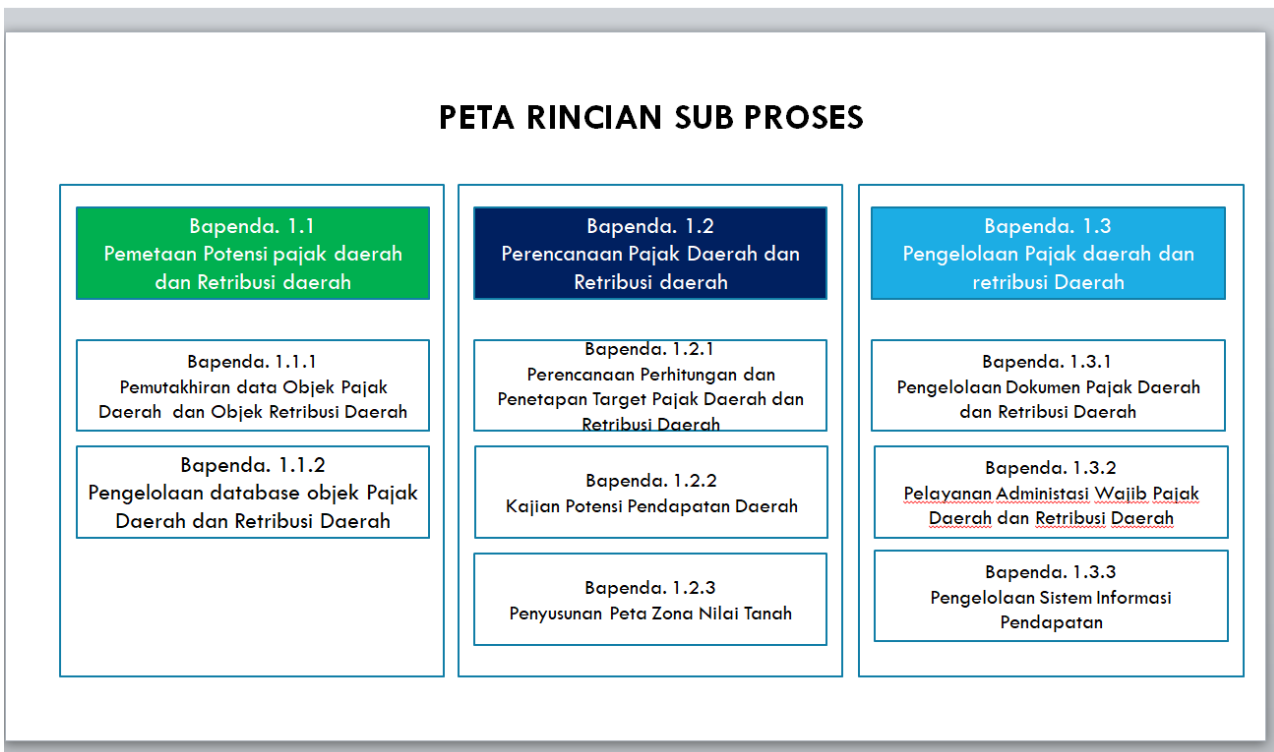 PETA RINCIAN SUB PROSES
Bapenda. 1.1
Pemetaan Potensi pajak daerah
dan Retribusi daerah
Bapenda. 1.1.1
Pemutakhiran data Objek Pajak
Daerah dan Objek Retribusi Daerah
Bapenda. 1.1.2
Pengelolaan database objek Pajak
Daerah dan Retribusi Daerah
Bapenda. 1.2
Perencanaan Pajak Daerah dan
Retribusi daerah
Bapenda. 1.2.1
Perencanaan Perhitungan dan
Penetapan Target Pajak Daerah dan
Retribusi Daerah
Bapenda. 1.2.2
Kajian Potensi Pendapatan Daerah
Bapenda. 1.2.3
Penyusunan Peta Zona Nilai Tanah
Bapenda. 1.3
Pengelolaan Pajak daerah dan
retribusi Daerah
Bapenda. 1.3.1
Pengelolaan Dokumen Pajak Daerah
dan Retribusi Daerah
Bapenda. 1.3.2
Pelayanan Administasi Wajib Pajak
Daerah dan Retribusi Daerah
Bapenda. 1.3.3
Pengelolaan Sistem Informasi
Pendapatan